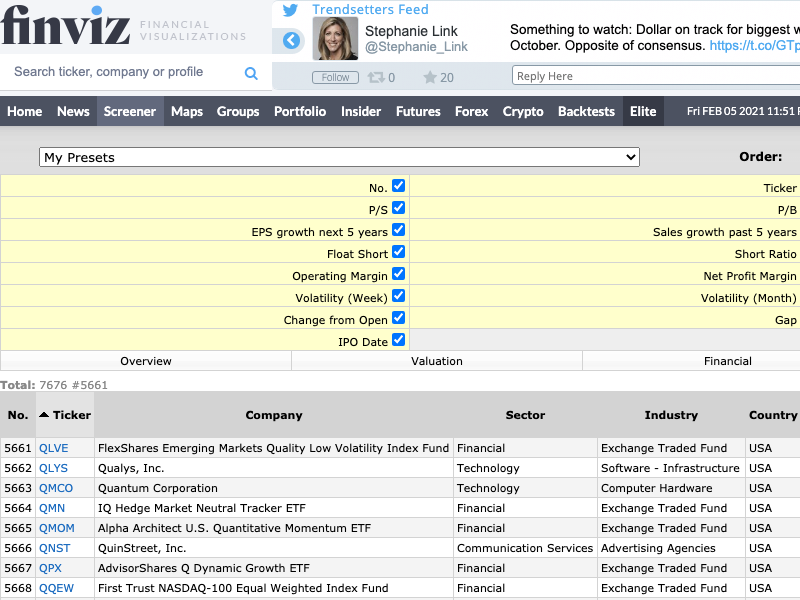 finviz FINANCIAL VISUALIZATIONS
Trendsetters Feed
Stephanie Link
@Stephanie_Link
Something to watch: Dollar on track for biggest w
October. Opposite of consensus. https://t.co/GTp
Search ticker, company or profile
Follow 0 20 Reply Here
Home News Screener Maps Groups Portfolio Insider Futures Forex Crypto Backtests Elite Fri FEB 05 2021 11:51
My Presets Order:
No. Ticker
P/S P/B
EPS growth next 5 years Sales growth past 5 years
Float Short Short Ratio
Operating Margin Net Profit Margin
Volatility (Week) Volatility (Month)
Change from Open Gap
IPO Date
Overview Valuation Financial
Total: 7676 #5661
No. Ticker Company Sector Industry Country
5661 QLVE FlexShares Emerging Markets Quality Low Volatility Index Fund Financial Exchange Traded Fund USA
5662 QLYS Qualys, Inc. Technology Software - Infrastructure USA
5663 QMCO Quantum Corporation Technology Computer Hardware USA
5664 QMN IQ Hedge Market Neutral Tracker ETF Financial Exchange Traded Fund USA
5665 QMOM Alpha Architect U.S. Quantitative Momentum ETF Financial Exchange Traded Fund USA
5666 QNST QuinStreet, Inc. Communication Services Advertising Agencies USA
5667 QPX AdvisorShares Q Dynamic Growth ETF Financial Exchange Traded Fund USA
5668 QQEW First Trust NASDAQ-100 Equal Weighted Index Fund Financial Exchange Traded Fund USA